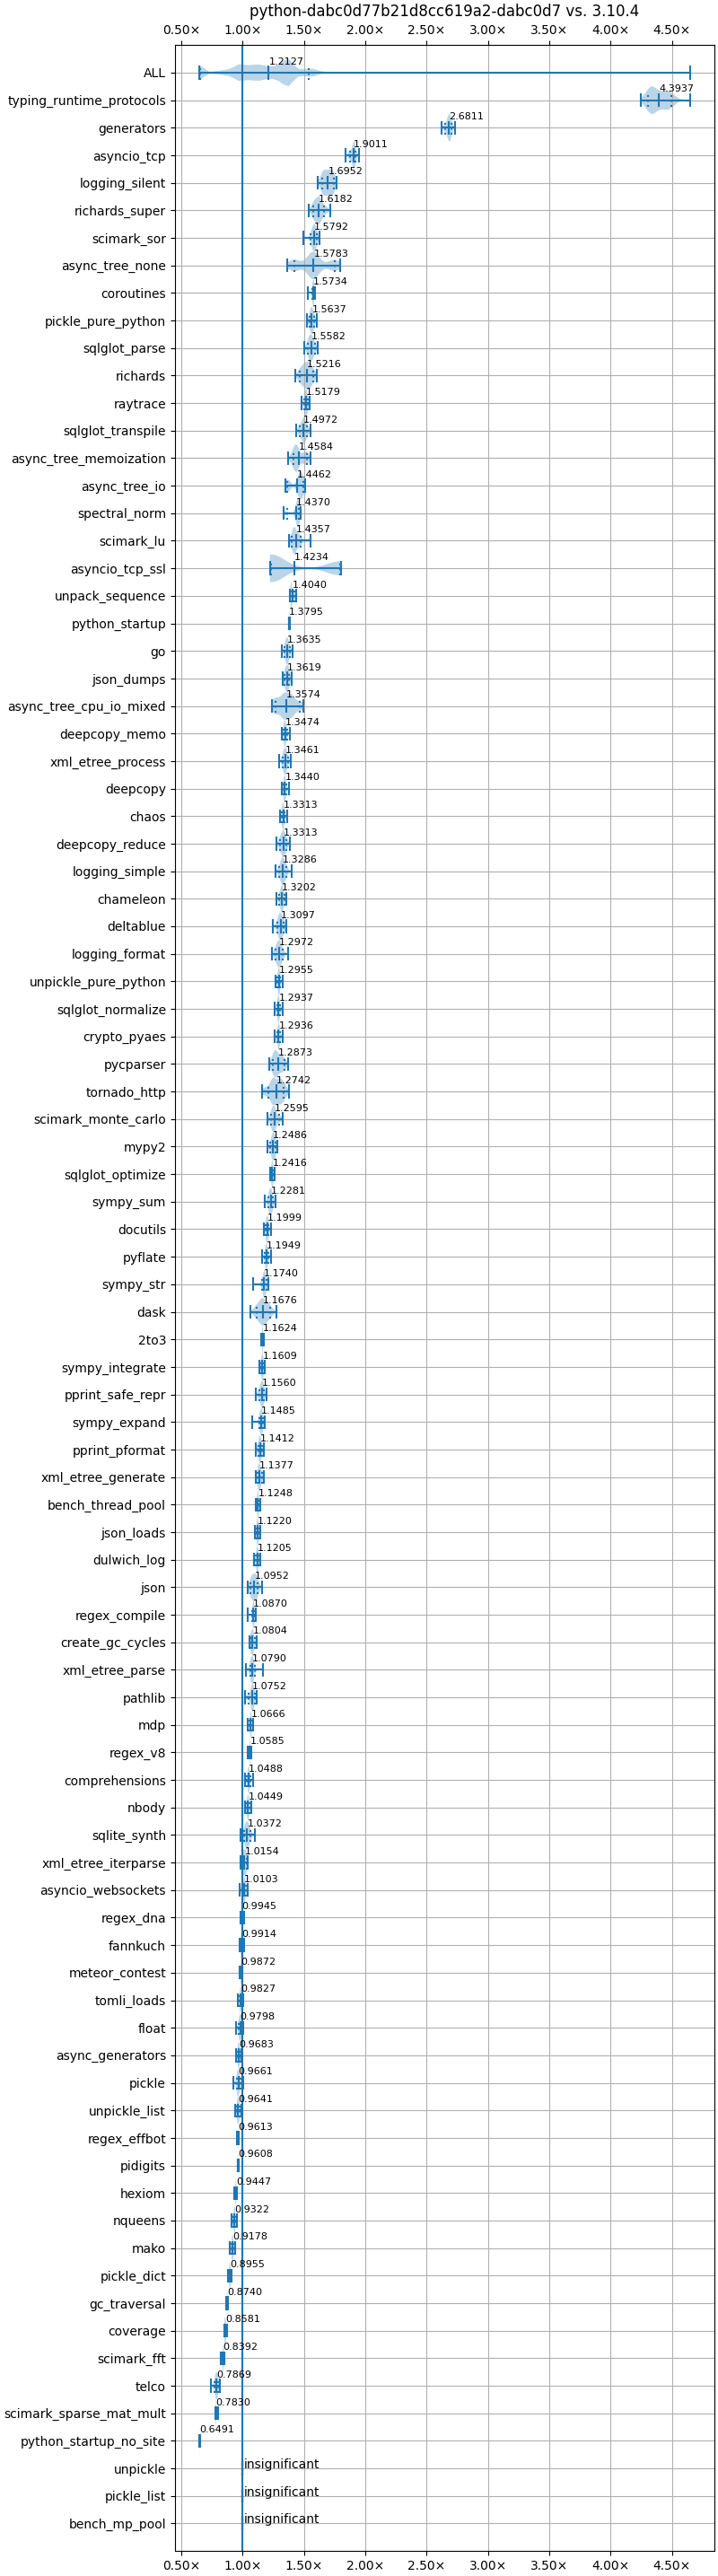 python-dabc0d77b21d8cc619a2-dabc0d7 vs. 3.10.4
0.50× 1.00× 1.50× 2.00× 2.50× 3.00× 3.50× 4.00× 4.50×
ALL 1.2127
typing_runtime_protocols 4.3937
generators 2.6811
asyncio_tcp 1.9011
logging_silent 1.6952
richards_super 1.6182
scimark_sor 1.5792
async_tree_none 1.5783
coroutines 1.5734
pickle_pure_python 1.5637
sqlglot_parse 1.5582
richards 1.5216
raytrace 1.5179
sqlglot_transpile 1.4972
async_tree_memoization 1.4584
async_tree_io 1.4462
spectral_norm 1.4370
scimark_lu 1.4357
asyncio_tcp_ssl 1.4234
unpack_sequence 1.4040
python_startup 1.3795
go 1.3635
json_dumps 1.3619
async_tree_cpu_io_mixed 1.3574
deepcopy_memo 1.3474
xml_etree_process 1.3461
deepcopy 1.3440
chaos 1.3313
deepcopy_reduce 1.3313
logging_simple 1.3286
chameleon 1.3202
deltablue 1.3097
logging_format 1.2972
unpickle_pure_python 1.2955
sqlglot_normalize 1.2937
crypto_pyaes 1.2936
pycparser 1.2873
tornado_http 1.2742
scimark_monte_carlo 1.2595
mypy2 1.2486
sqlglot_optimize 1.2416
sympy_sum 1.2281
docutils 1.1999
pyflate 1.1949
sympy_str 1.1740
dask 1.1676
2to3 1.1624
sympy_integrate 1.1609
pprint_safe_repr 1.1560
sympy_expand 1.1485
pprint_pformat 1.1412
xml_etree_generate 1.1377
bench_thread_pool 1.1248
json_loads 1.1220
dulwich_log 1.1205
json 1.0952
regex_compile 1.0870
create_gc_cycles 1.0804
xml_etree_parse 1.0790
pathlib 1.0752
mdp 1.0666
regex_v8 1.0585
comprehensions 1.0488
nbody 1.0449
sqlite_synth 1.0372
xml_etree_iterparse 1.0154
asyncio_websockets 1.0103
regex_dna 0.9945
fannkuch 0.9914
meteor_contest 0.9872
tomli_loads 0.9827
float 0.9798
async_generators 0.9683
pickle 0.9661
unpickle_list 0.9641
regex_effbot 0.9613
pidigits 0.9608
hexiom 0.9447
nqueens 0.9322
mako 0.9178
pickle_dict 0.8955
gc_traversal 0.8740
coverage 0.8581
scimark_fft 0.8392
telco 0.7869
scimark_sparse_mat_mult 0.7830
python_startup_no_site 0.6491
unpickle insignificant
pickle_list insignificant
bench_mp_pool insignificant
0.50× 1.00× 1.50× 2.00× 2.50× 3.00× 3.50× 4.00× 4.50×